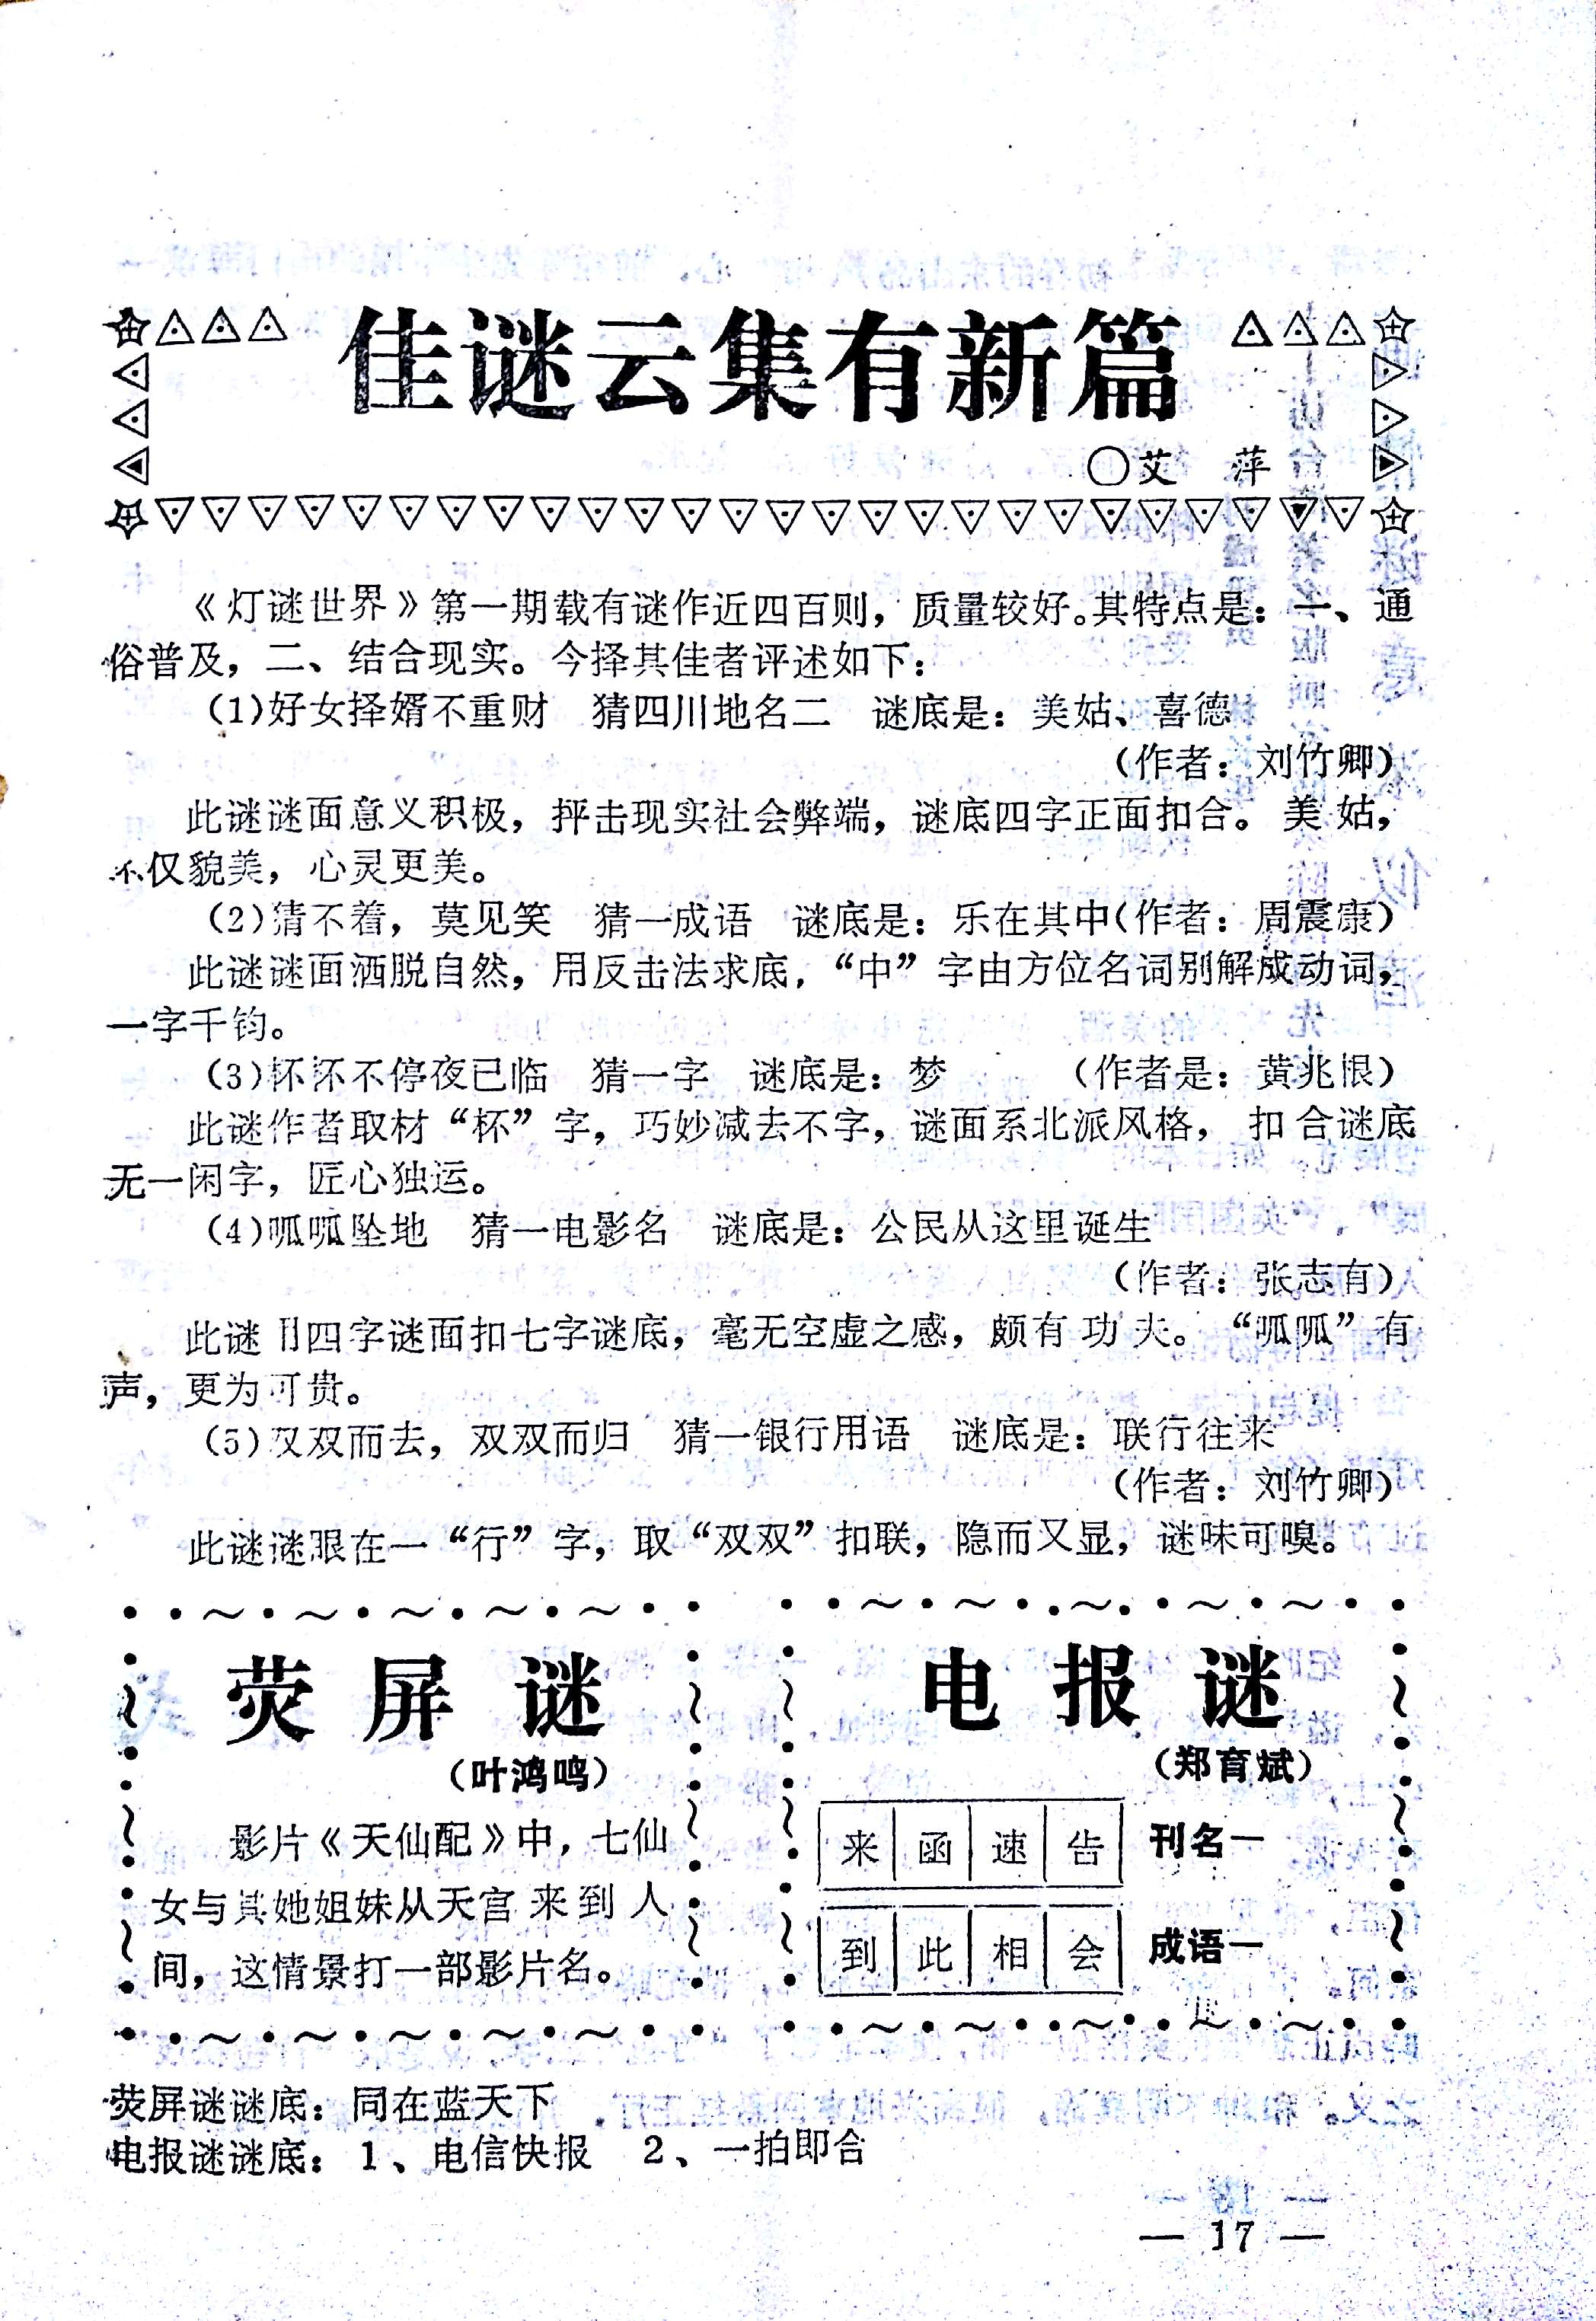 佳谜云集有新篇
○艾 萍
《灯谜世界》第一期载有谜作近四百则，质量较好。其特点是：一、通
俗普及，二、结合现实。今择其佳者评述如下：
(1)好女择婿不重财 猜四川地名二 谜底是：美姑、喜德
（作者：刘竹卿）
此谜谜面意义积极，抨击现实社会弊端，谜底四字正面扣合。美姑，
不仅貌美，心灵更美。
(2)猜不着，莫见笑 猜一成语 谜底是：乐在其中（作者：周震康）
此谜谜面洒脱自然，用反击法求底，“中”字由方位名词别解成动词，
一字千钧。
(3)杯杯不停夜已临 猜一字 谜底是：梦 （作者是：黄兆恨）
此谜作者取材“杯”字，巧妙减去不字，谜面系北派风格，扣合谜底
无一闲字，匠心独运。
(4)呱呱坠地 猜一电影名 谜底是：公民从这里诞生
（作者：张志有）
此谜用四字谜面扣七字谜底，毫无空虚之感，颇有功夫。“呱呱”有
声，更为可贵。
(5)双双而去，双双而归 猜一银行用语 谜底是：联行往来
（作者：刘竹卿）
此谜谜眼在一“行”字，取“双双”扣联，隐而又显，谜味可嗅。
荧屏谜
（叶鸿鸣）
影片《天仙配》中，七仙
女与其她姐妹从天宫来到人
间，这情景打一部影片名。
电报谜
（郑育斌）
来函速告 刊名一
到此相会 成语一
荧屏谜谜底：同在蓝天下
电报谜谜底：1、电信快报 2、一拍即合
— 17 —